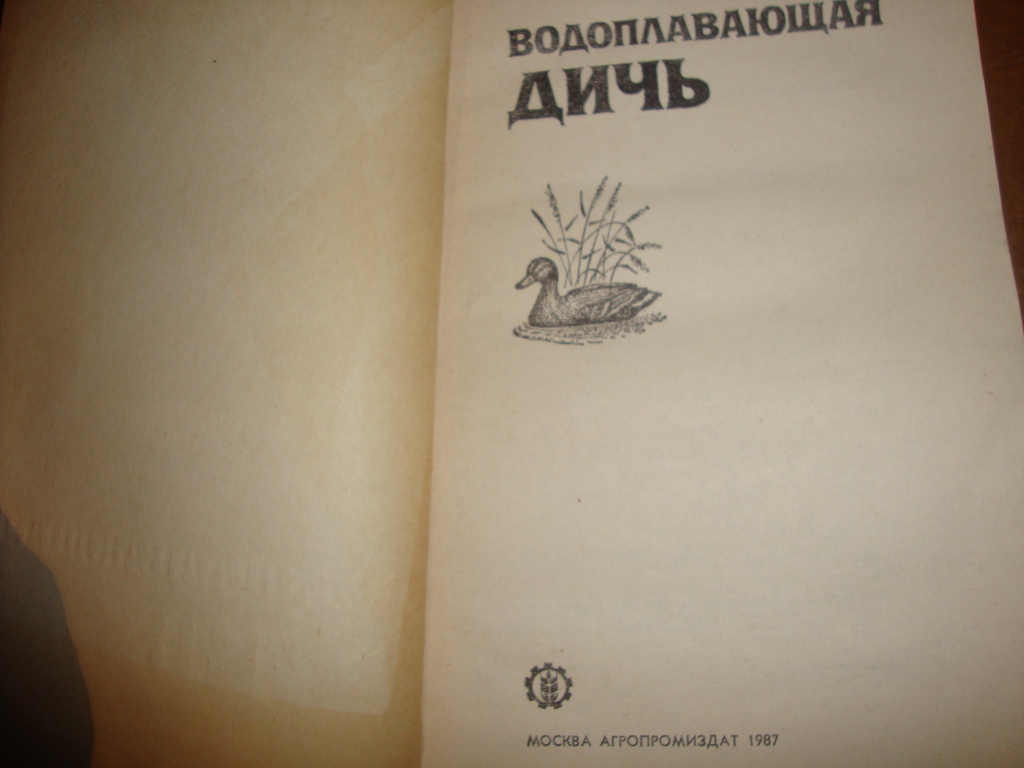 ВОДОПЛАВАЮЩАЯ
ДИЧЬ
МОСКВА АГРОПРОМИЗДАТ 1987